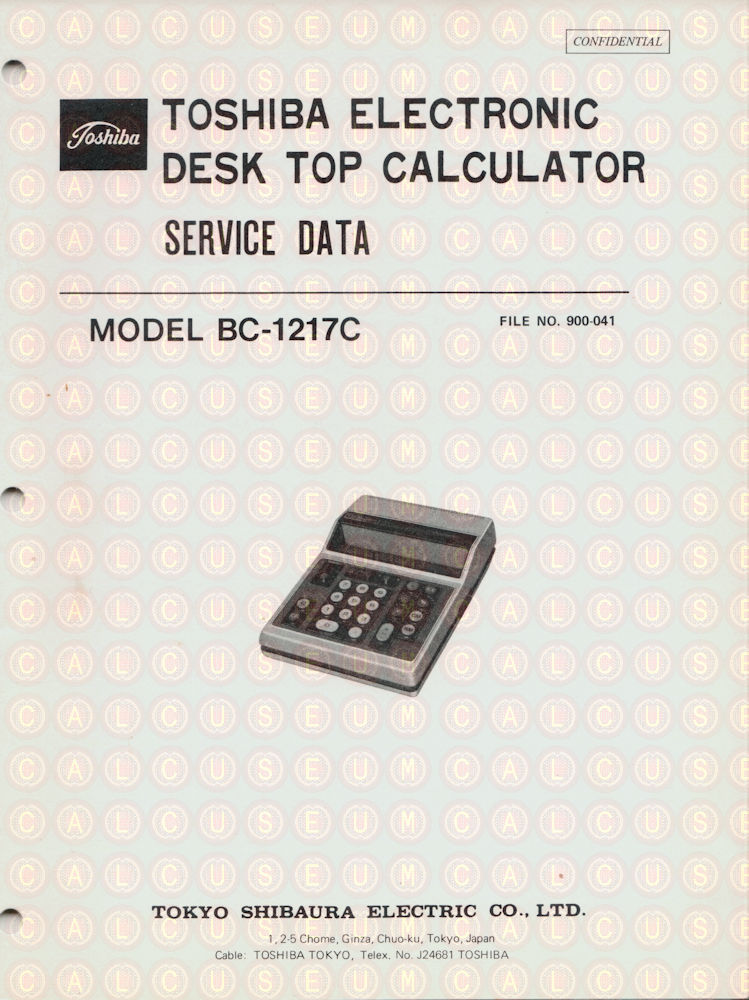 CONFIDENTIAL
Toshiba
TOSHIBA ELECTRONIC
DESK TOP CALCULATOR
SERVICE DATA
MODEL BC-1217C
FILE NO. 900-041
TOKYO SHIBAURA ELECTRIC CO., LTD.
1, 2-5 Chome, Ginza, Chuo-ku, Tokyo, Japan
Cable: TOSHIBA TOKYO, Telex. No. J24681 TOSHIBA
CALCUSEUM